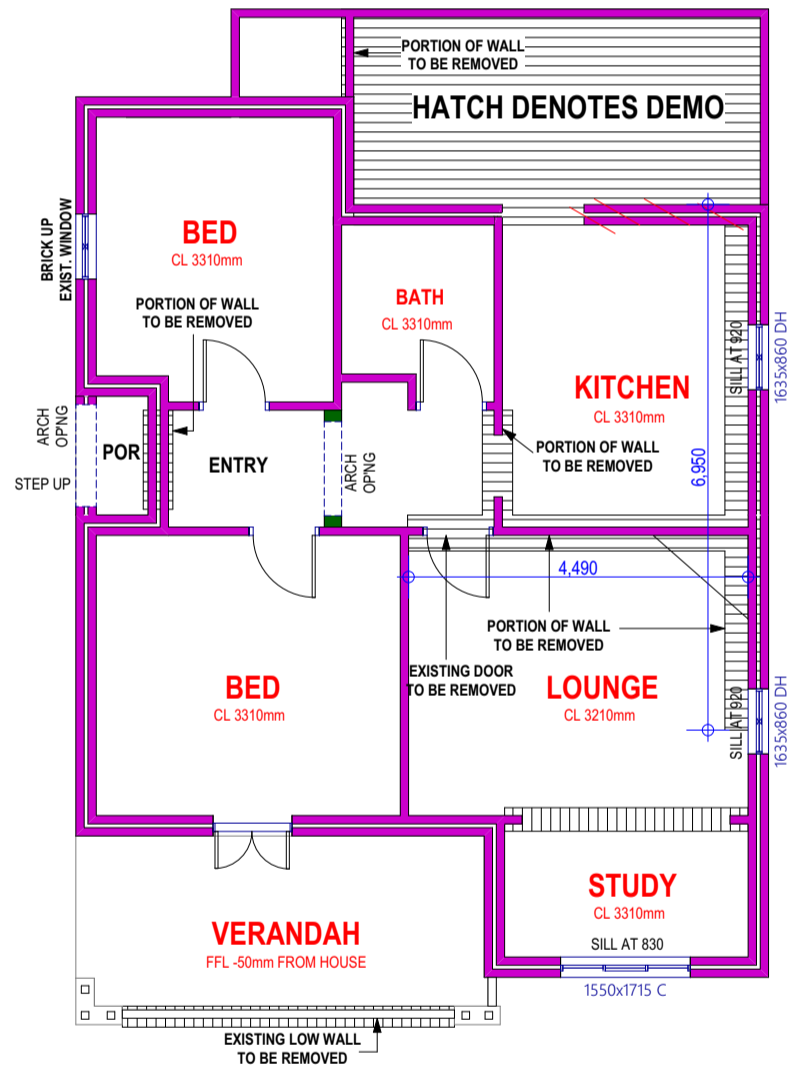 PORTION OF WALL
TO BE REMOVED
HATCH DENOTES DEMO
BRICK UP
EXIST. WINDOW
BED
CL 3310mm
PORTION OF WALL
TO BE REMOVED
BATH
CL 3310mm
KITCHEN
CL 3310mm
SILL AT 920
1635x860 DH
ARCH
OP'NG
STEP UP
POR
ENTRY
ARCH
OP'NG
PORTION OF WALL
TO BE REMOVED
6,950
4,490
PORTION OF WALL
TO BE REMOVED
EXISTING DOOR
TO BE REMOVED
BED
CL 3310mm
LOUNGE
CL 3210mm
SILL AT 920
1635x860 DH
STUDY
CL 3310mm
SILL AT 830
1550x1715 C
VERANDAH
FFL -50mm FROM HOUSE
EXISTING LOW WALL
TO BE REMOVED